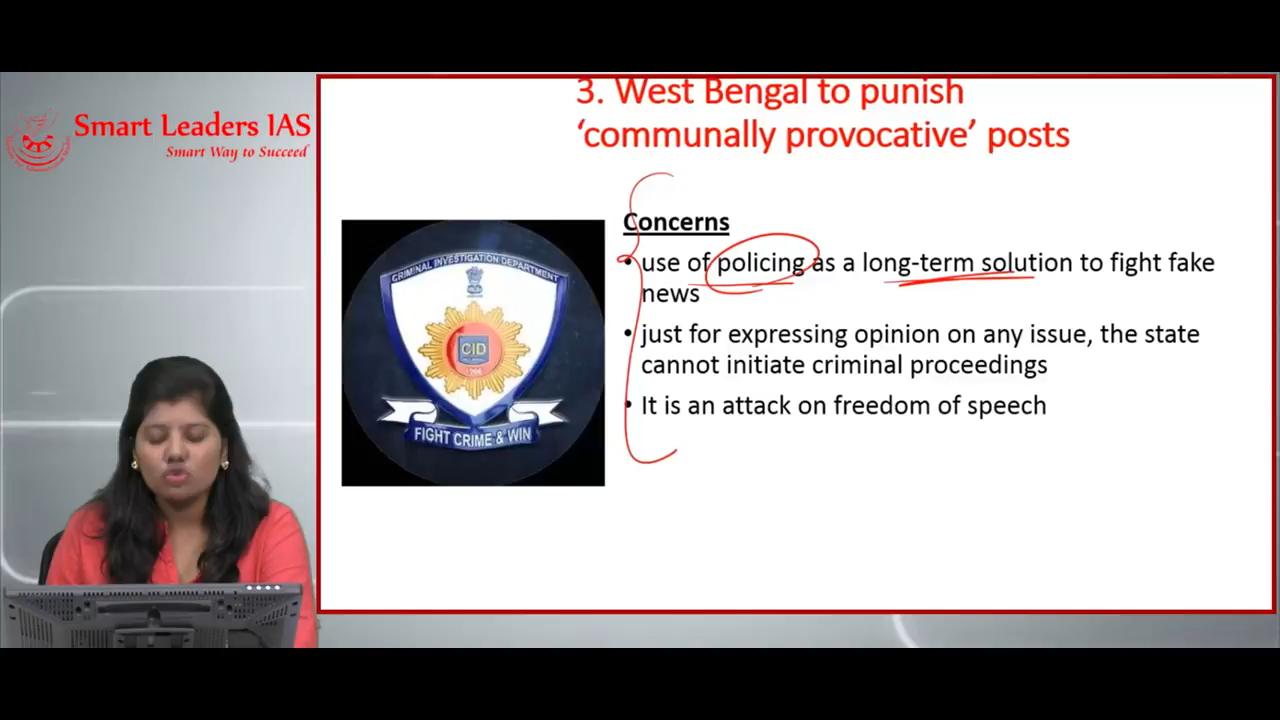 Smart Leaders IAS
Smart Way to Succeed
3. West Bengal to punish
‘communally provocative’ posts
Concerns
• use of policing as a long-term solution to fight fake
news
• just for expressing opinion on any issue, the state
cannot initiate criminal proceedings
• It is an attack on freedom of speech
CRIMINAL INVESTIGATION DEPARTMENT
CID
FIGHT CRIME & WIN